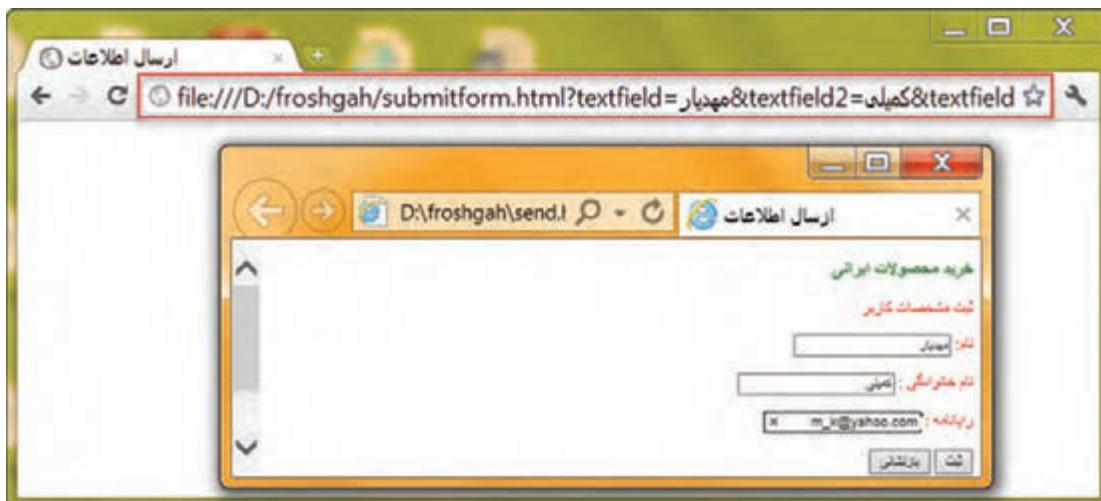 ارسال اطلاعات
file:///D:/froshgah/submitform.html?textfield=مهدیار&textfield2=کمیلی&textfield
D:\froshgah\send.h
ارسال اطلاعات
خرید محصولات ایرانی
ثبت مشخصات کاربر
نام: مهدیار
نام خانوادگی : کمیلی
رایانامه : m_k@yahoo.com
ثبت بازنشانی